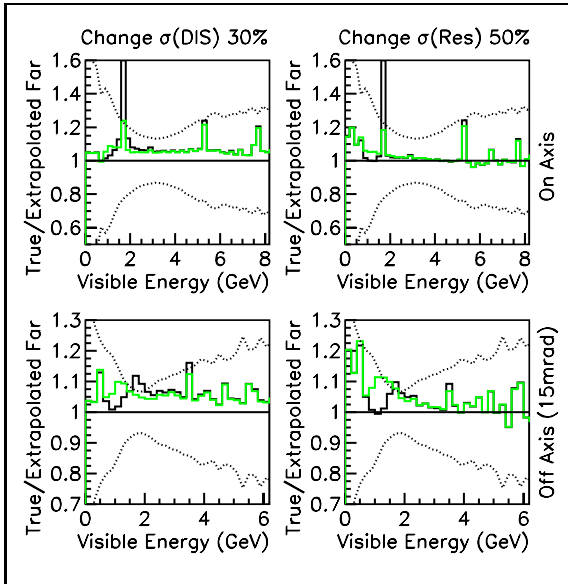 Change σ(DIS) 30%
Change σ(Res) 50%
True/Extrapolated Far
1.6
1.4
1.2
1
0.8
0.6
0 2 4 6 8
Visible Energy (GeV)
True/Extrapolated Far
1.6
1.4
1.2
1
0.8
0.6
0 2 4 6 8
Visible Energy (GeV)
On Axis
True/Extrapolated Far
1.3
1.2
1.1
1
0.9
0.8
0.7
0 2 4 6
Visible Energy (GeV)
True/Extrapolated Far
1.3
1.2
1.1
1
0.9
0.8
0.7
0 2 4 6
Visible Energy (GeV)
Off Axis (15mrad)